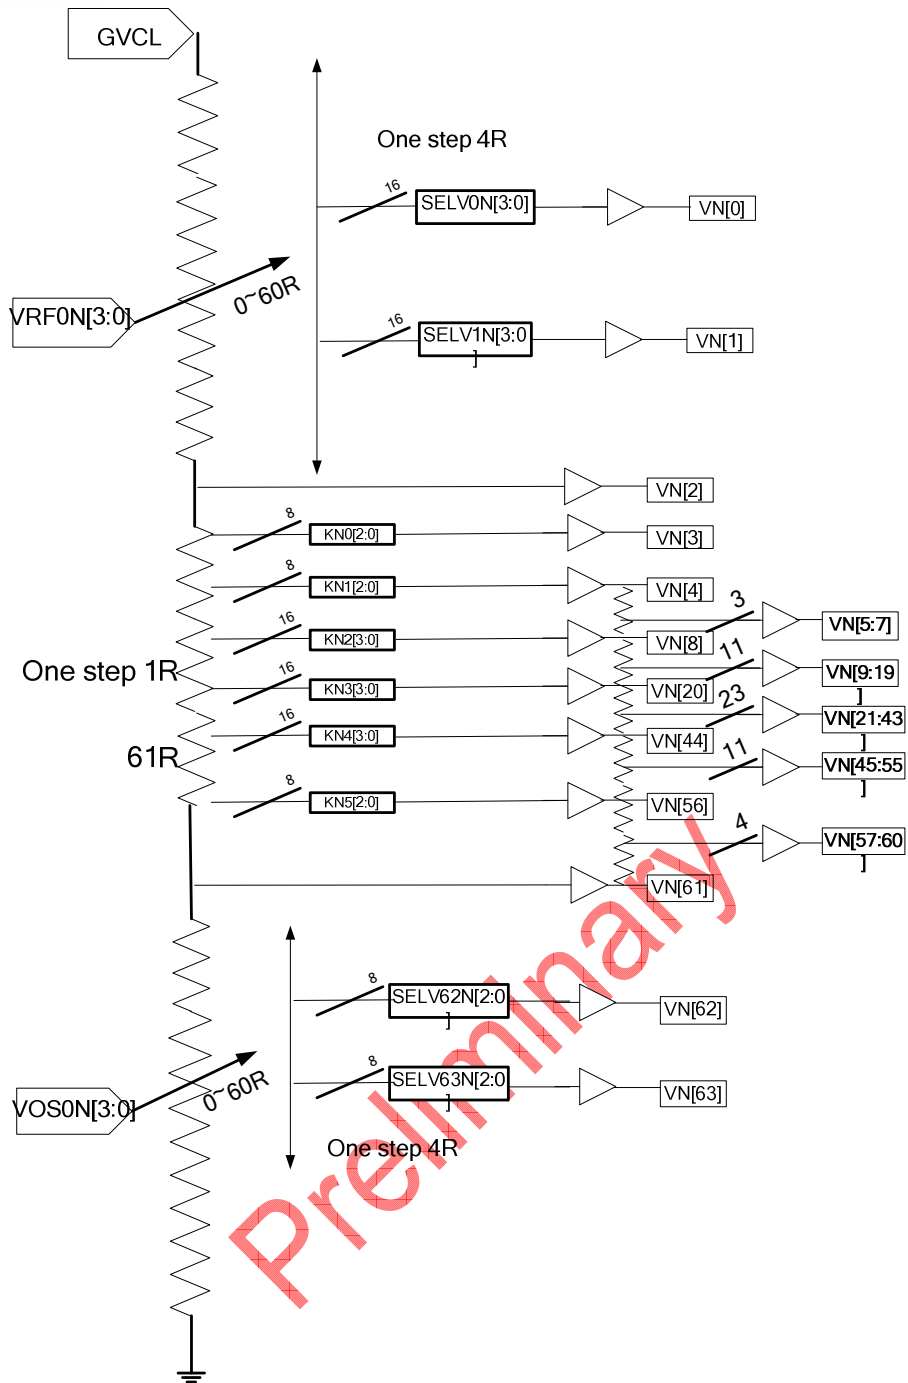 GVCL
One step 4R
16
SELV0N[3:0]
VN[0]
0~60R
VRF0N[3:0]
16
SELV1N[3:0
]
VN[1]
VN[2]
8
KN0[2:0]
VN[3]
8
KN1[2:0]
VN[4]
3
VN[5:7]
16
KN2[3:0]
VN[8]
11
VN[9:19
]
One step 1R
16
KN3[3:0]
VN[20]
23
VN[21:43
]
16
KN4[3:0]
VN[44]
11
VN[45:55
]
61R
8
KN5[2:0]
VN[56]
4
VN[57:60
]
VN[61]
8
SELV62N[2:0
]
VN[62]
0~60R
VOS0N[3:0]
8
SELV63N[2:0
]
VN[63]
One step 4R
Preliminary